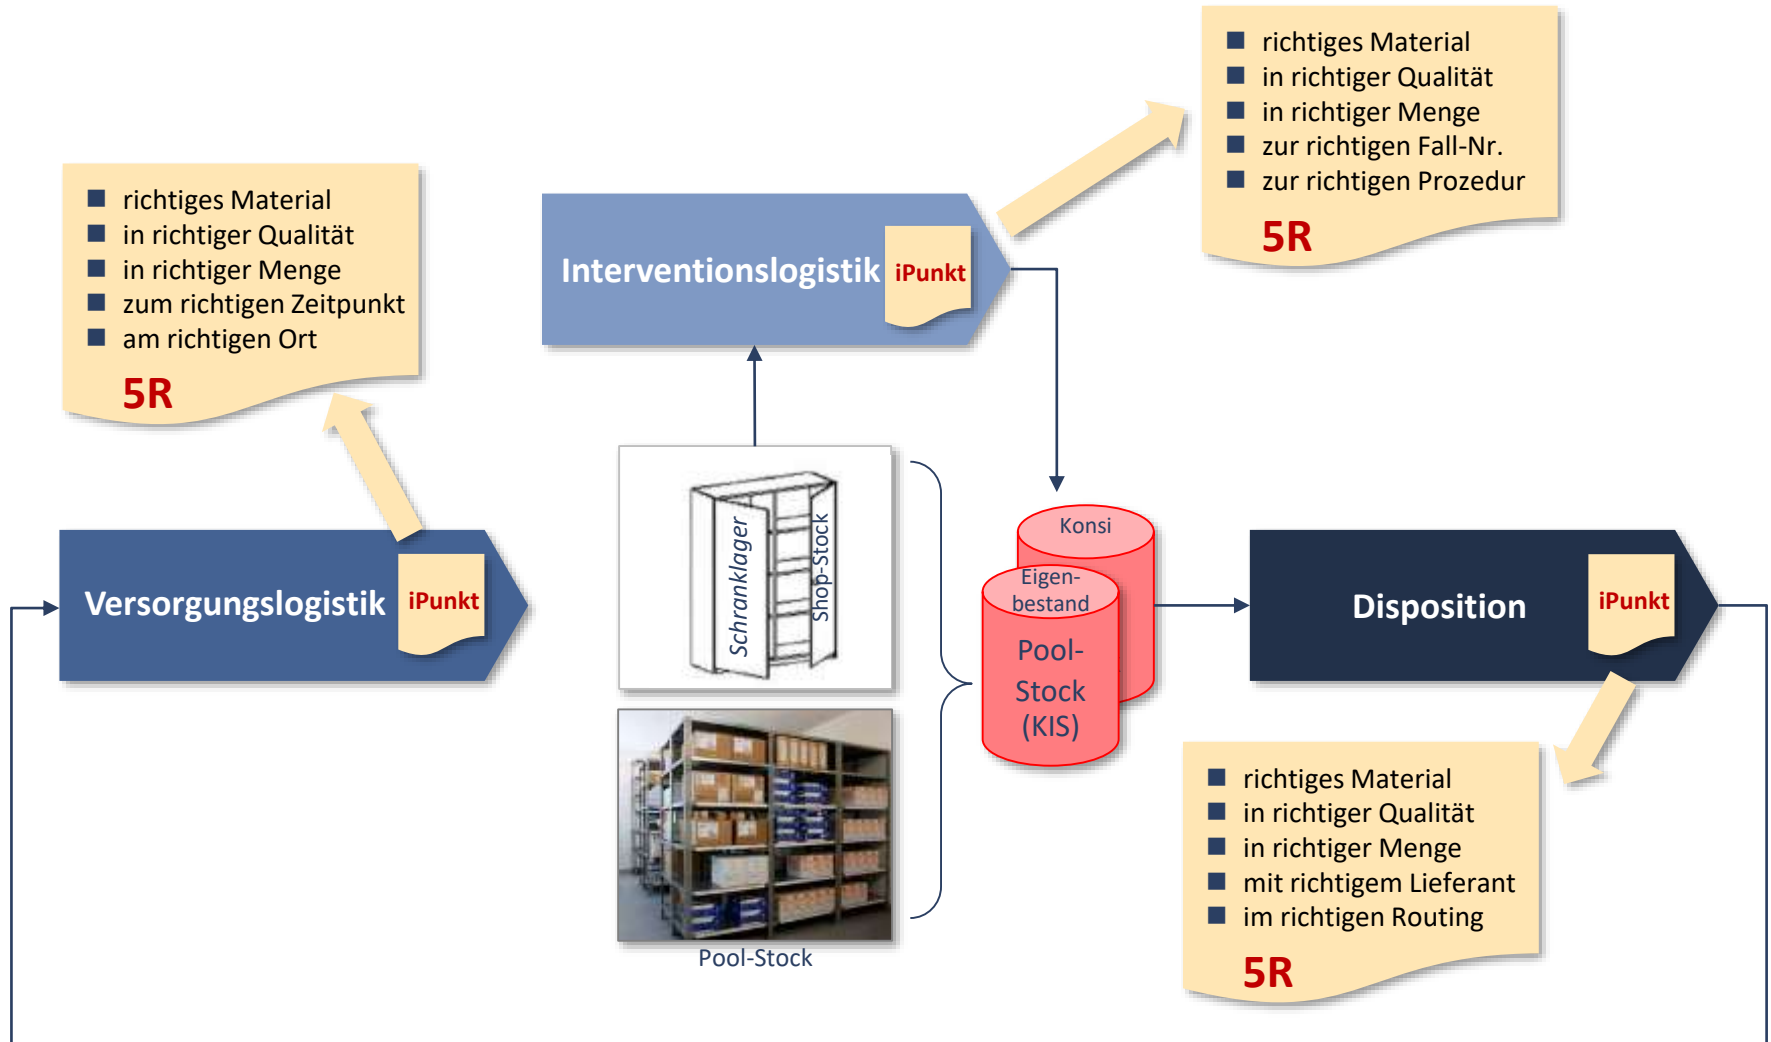 richtiges Material
in richtiger Qualität
in richtiger Menge
zur richtigen Fall-Nr.
zur richtigen Prozedur
5R
richtiges Material
in richtiger Qualität
in richtiger Menge
zum richtigen Zeitpunkt
am richtigen Ort
5R
Interventionslogistik
iPunkt
Versorgungslogistik
iPunkt
Schranklager
Shop-Stock
Pool-Stock
Konsi
Eigen-
bestand
Pool-
Stock
(KIS)
Disposition
iPunkt
richtiges Material
in richtiger Qualität
in richtiger Menge
mit richtigem Lieferant
im richtigen Routing
5R